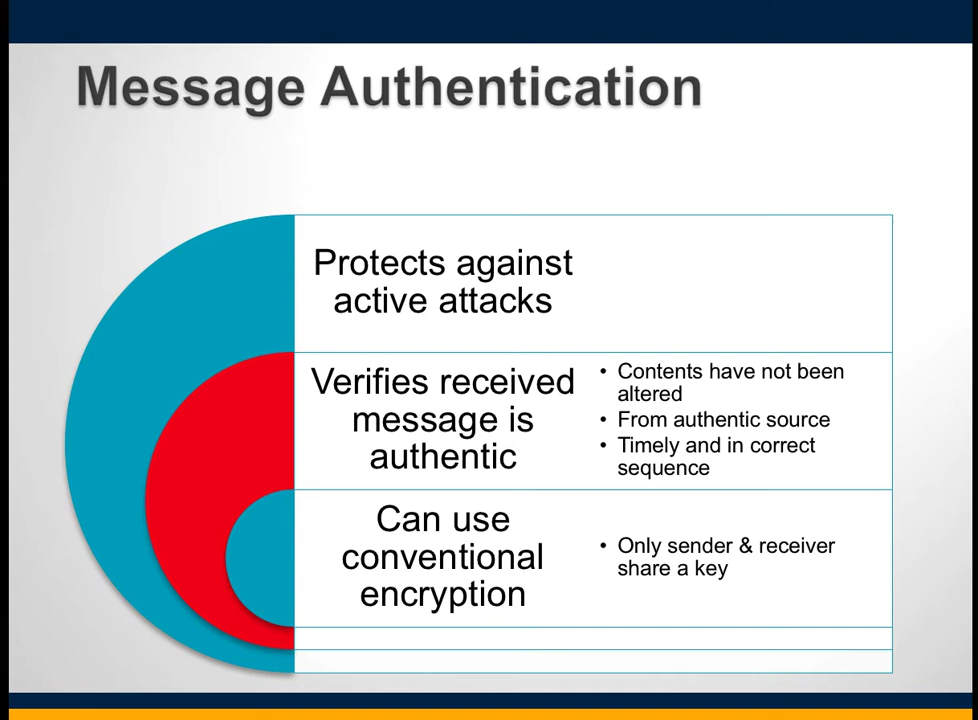 Message Authentication
Protects against
active attacks
Verifies received
message is
authentic
• Contents have not been
altered
• From authentic source
• Timely and in correct
sequence
Can use
conventional
encryption
• Only sender & receiver
share a key